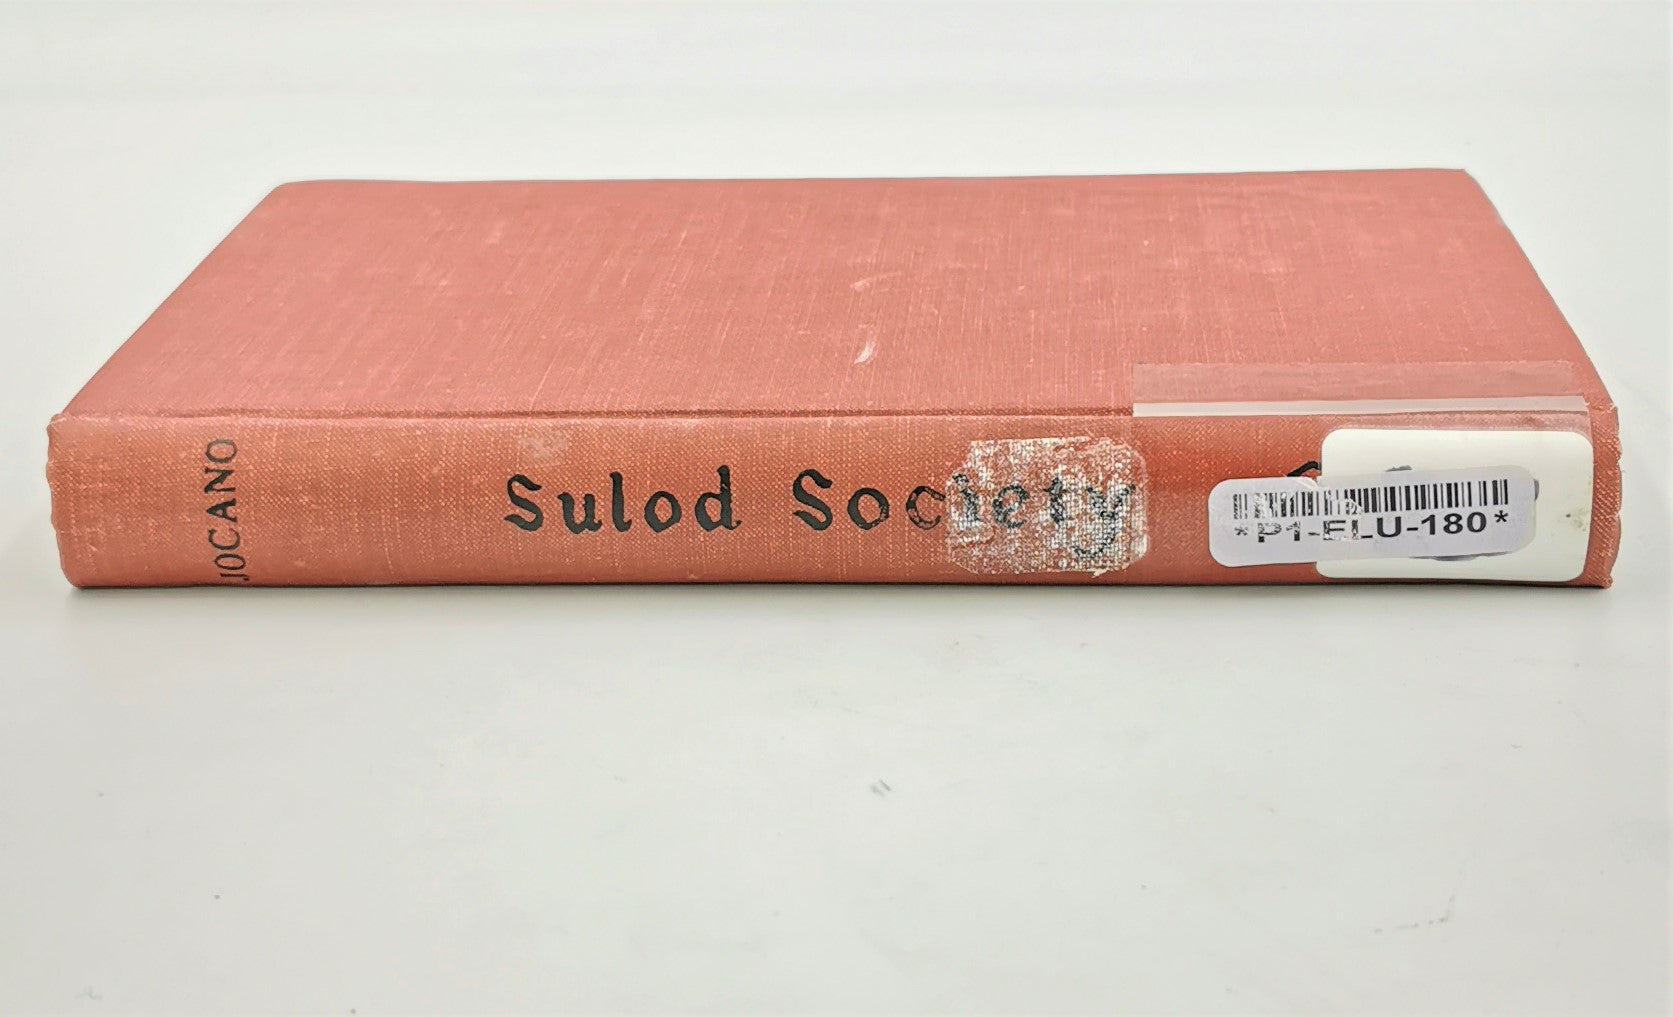 JOCANO
Sulod Society
*P1-ELU-180*